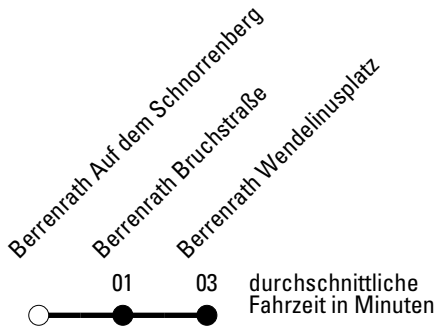 Berrenrath Auf dem Schnorrenberg
Berrenrath Bruchstraße
Berrenrath Wendelinusplatz
01 03 durchschnittliche
Fahrzeit in Minuten